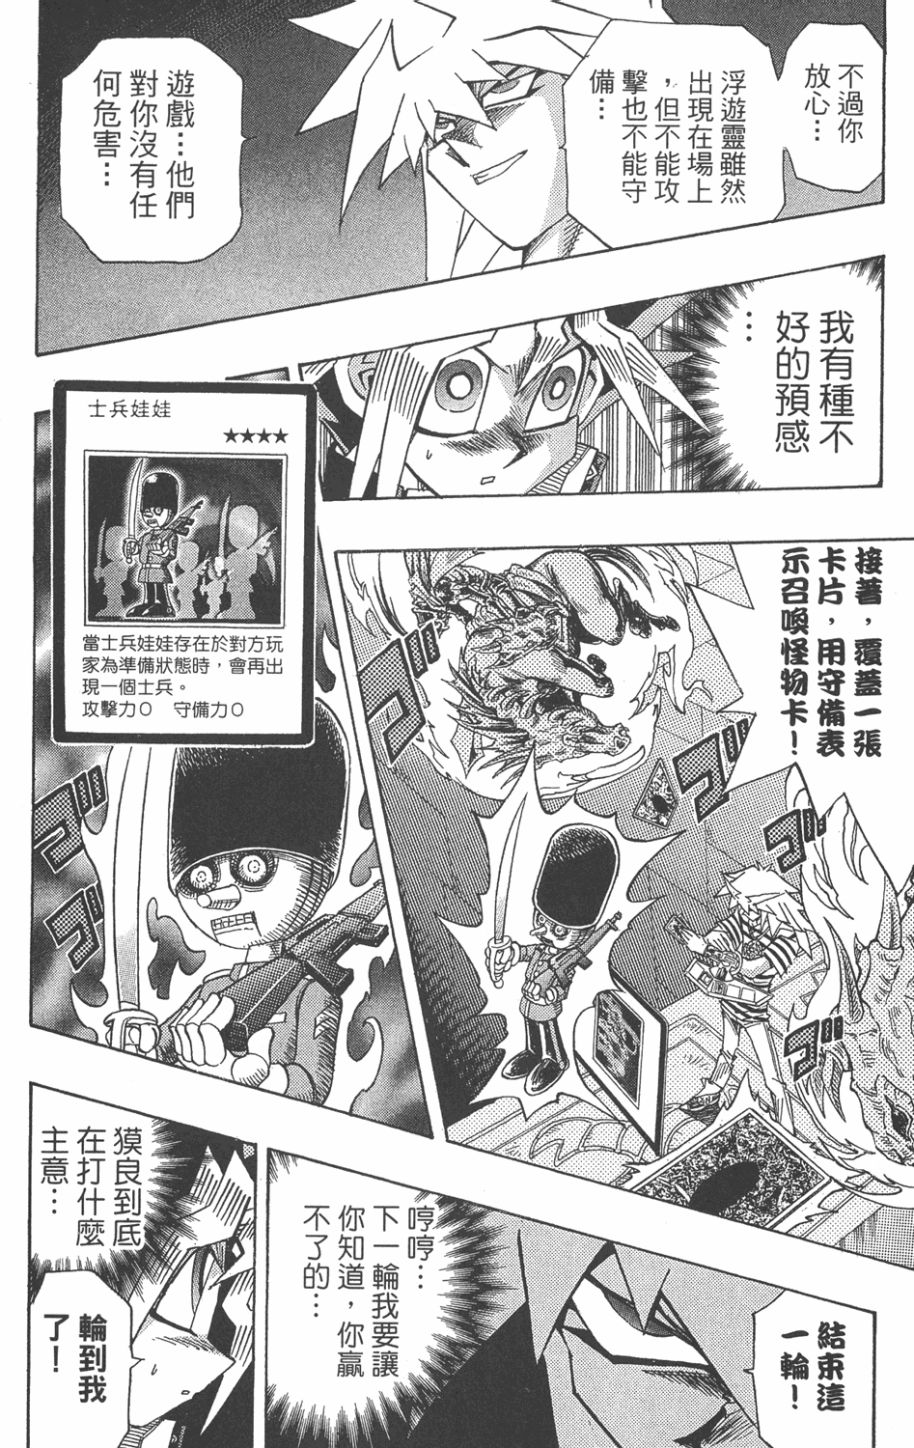 不過你
放心…
浮遊靈雖然
出現在場上
，但不能攻
擊也不能守
備…
遊戲…他們
對你沒有任
何危害…
我有種不
好的預感
…
士兵娃娃
★★★★
當士兵娃娃存在於對方玩
家為準備狀態時，會再出
現一個士兵。
攻擊力０　守備力０
接著，覆蓋一張
卡片，用守備表
示召喚怪物卡！
ゴ
ゴ
ゴ
ゴ
ゴ
ゴ
結束這
一輪！
哼哼…
下一輪我要讓
你知道，你贏
不了的…
獏良到底
在打什麼
主意…
輪到我
了！